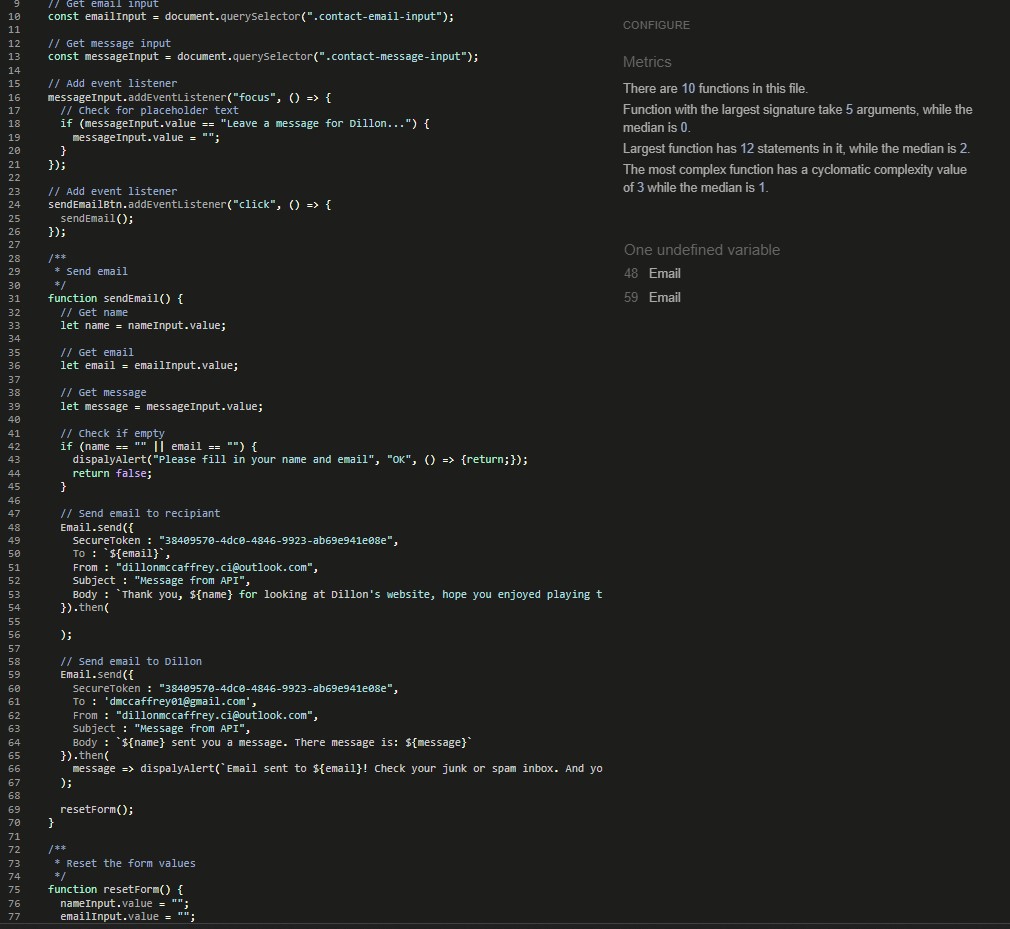 9 // Get email input
10 const emailInput = document.querySelector(".contact-email-input");
11
12 // Get message input
13 const messageInput = document.querySelector(".contact-message-input");
14
15 // Add event listener
16 messageInput.addEventListener("focus", () => {
17 // Check for placeholder text
18 if (messageInput.value == "Leave a message for Dillon...") {
19 messageInput.value = "";
20 }
21 });
22
23 // Add event listener
24 sendEmailBtn.addEventListener("click", () => {
25 sendEmail();
26 });
27
28 /**
29 * Send email
30 */
31 function sendEmail() {
32 // Get name
33 let name = nameInput.value;
34
35 // Get email
36 let email = emailInput.value;
37
38 // Get message
39 let message = messageInput.value;
40
41 // Check if empty
42 if (name == "" || email == "") {
43 dispalyAlert("Please fill in your name and email", "OK", () => {return;});
44 return false;
45 }
46
47 // Send email to recipiant
48 Email.send({
49 SecureToken : "38409570-4dc0-4846-9923-ab69e941e08e",
50 To : `${email}`,
51 From : "dillonmccaffrey.ci@outlook.com",
52 Subject : "Message from API",
53 Body : `Thank you, ${name} for looking at Dillon's website, hope you enjoyed playing t
54 }).then(
55
56 );
57
58 // Send email to Dillon
59 Email.send({
60 SecureToken : "38409570-4dc0-4846-9923-ab69e941e08e",
61 To : 'dmccaffrey01@gmail.com',
62 From : "dillonmccaffrey.ci@outlook.com",
63 Subject : "Message from API",
64 Body : `${name} sent you a message. There message is: ${message}`
65 }).then(
66 message => dispalyAlert(`Email sent to ${email}! Check your junk or spam inbox. And yo
67 );
68
69 resetForm();
70 }
71
72 /**
73 * Reset the form values
74 */
75 function resetForm() {
76 nameInput.value = "";
77 emailInput.value = "";
CONFIGURE
Metrics
There are 10 functions in this file.
Function with the largest signature take 5 arguments, while the
median is 0.
Largest function has 12 statements in it, while the median is 2.
The most complex function has a cyclomatic complexity value
of 3 while the median is 1.
One undefined variable
48 Email
59 Email